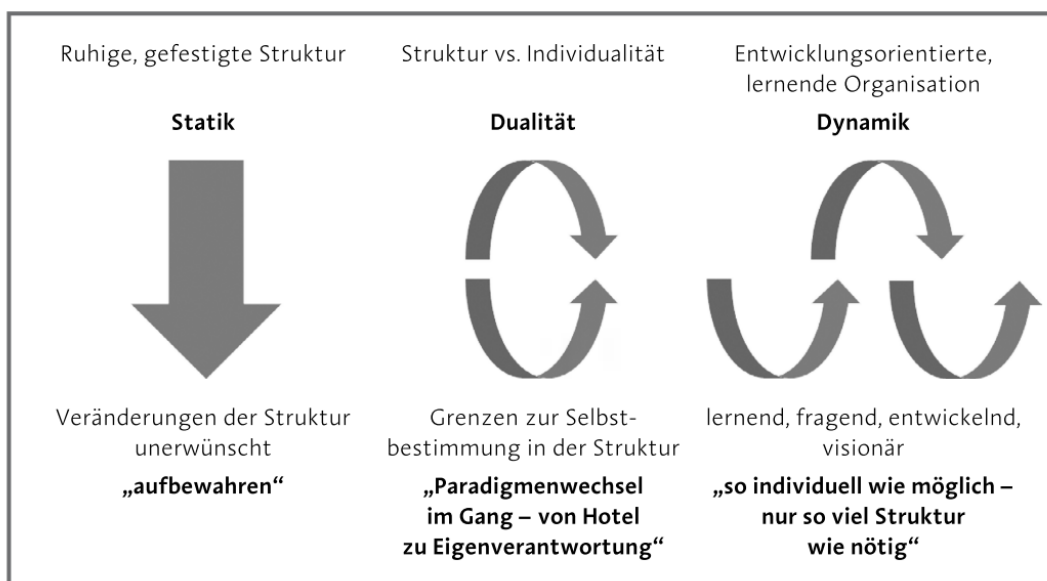 Ruhige, gefestigte Struktur
Statik
Veränderungen der Struktur
unerwünscht
„aufbewahren“
Struktur vs. Individualität
Dualität
Grenzen zur Selbst-
bestimmung in der Struktur
„Paradigmenwechsel
im Gang – von Hotel
zu Eigenverantwortung“
Entwicklungsorientierte,
lernende Organisation
Dynamik
lernend, fragend, entwickelnd,
visionär
„so individuell wie möglich –
nur so viel Struktur
wie nötig“